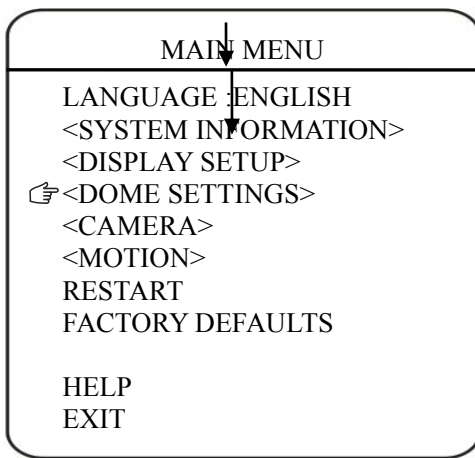 MAIN MENU
LANGUAGE :ENGLISH
<SYSTEM INFORMATION>
<DISPLAY SETUP>
<DOME SETTINGS>
<CAMERA>
<MOTION>
RESTART
FACTORY DEFAULTS
HELP
EXIT